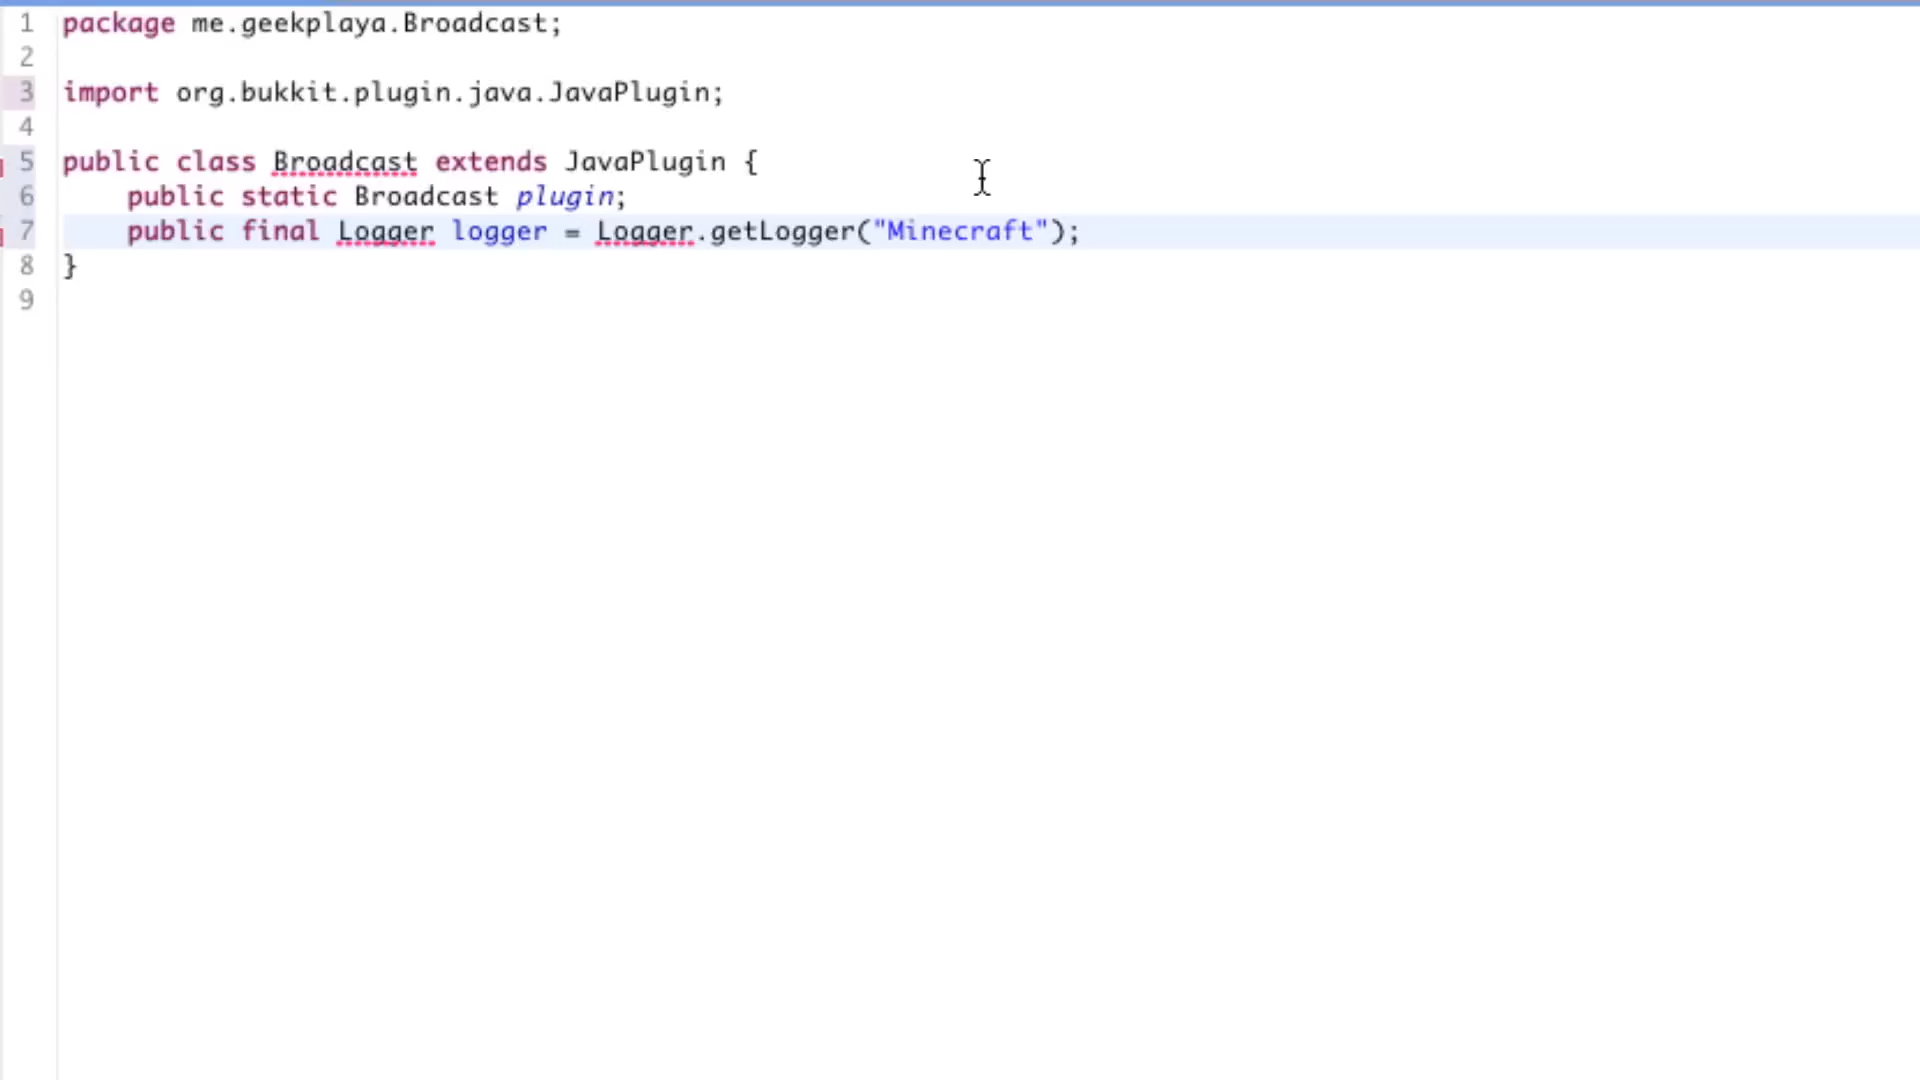 1 package me.geekplaya.Broadcast;
2
3 import org.bukkit.plugin.java.JavaPlugin;
4
5 public class Broadcast extends JavaPlugin {
6 public static Broadcast plugin;
7 public final Logger logger = Logger.getLogger("Minecraft");
8 }
9